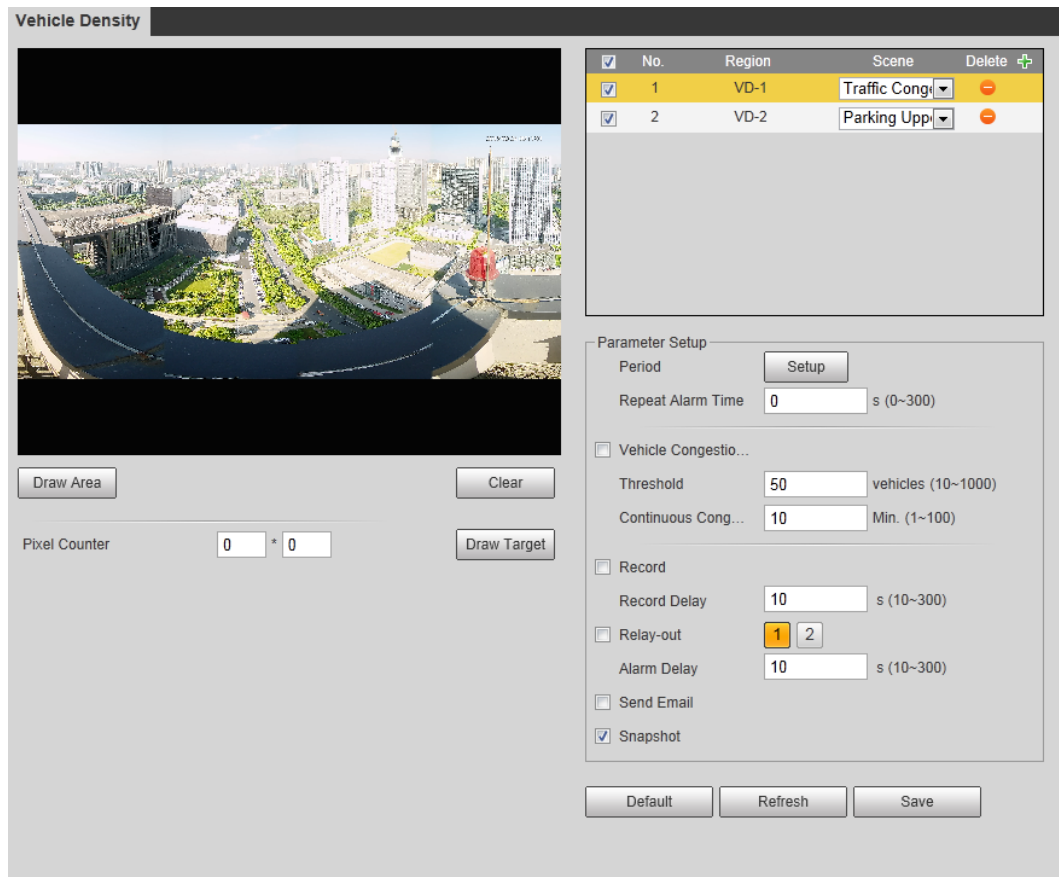 Vehicle Density
No. Region Scene Delete
1 VD-1 Traffic Cong
2 VD-2 Parking Upp
Parameter Setup
Period Setup
Repeat Alarm Time 0 s (0~300)
Vehicle Congestio...
Threshold 50 vehicles (10~1000)
Continuous Cong... 10 Min. (1~100)
Record
Record Delay 10 s (10~300)
Relay-out 1 2
Alarm Delay 10 s (10~300)
Send Email
Snapshot
Default Refresh Save
Draw Area Clear
Pixel Counter 0 * 0 Draw Target